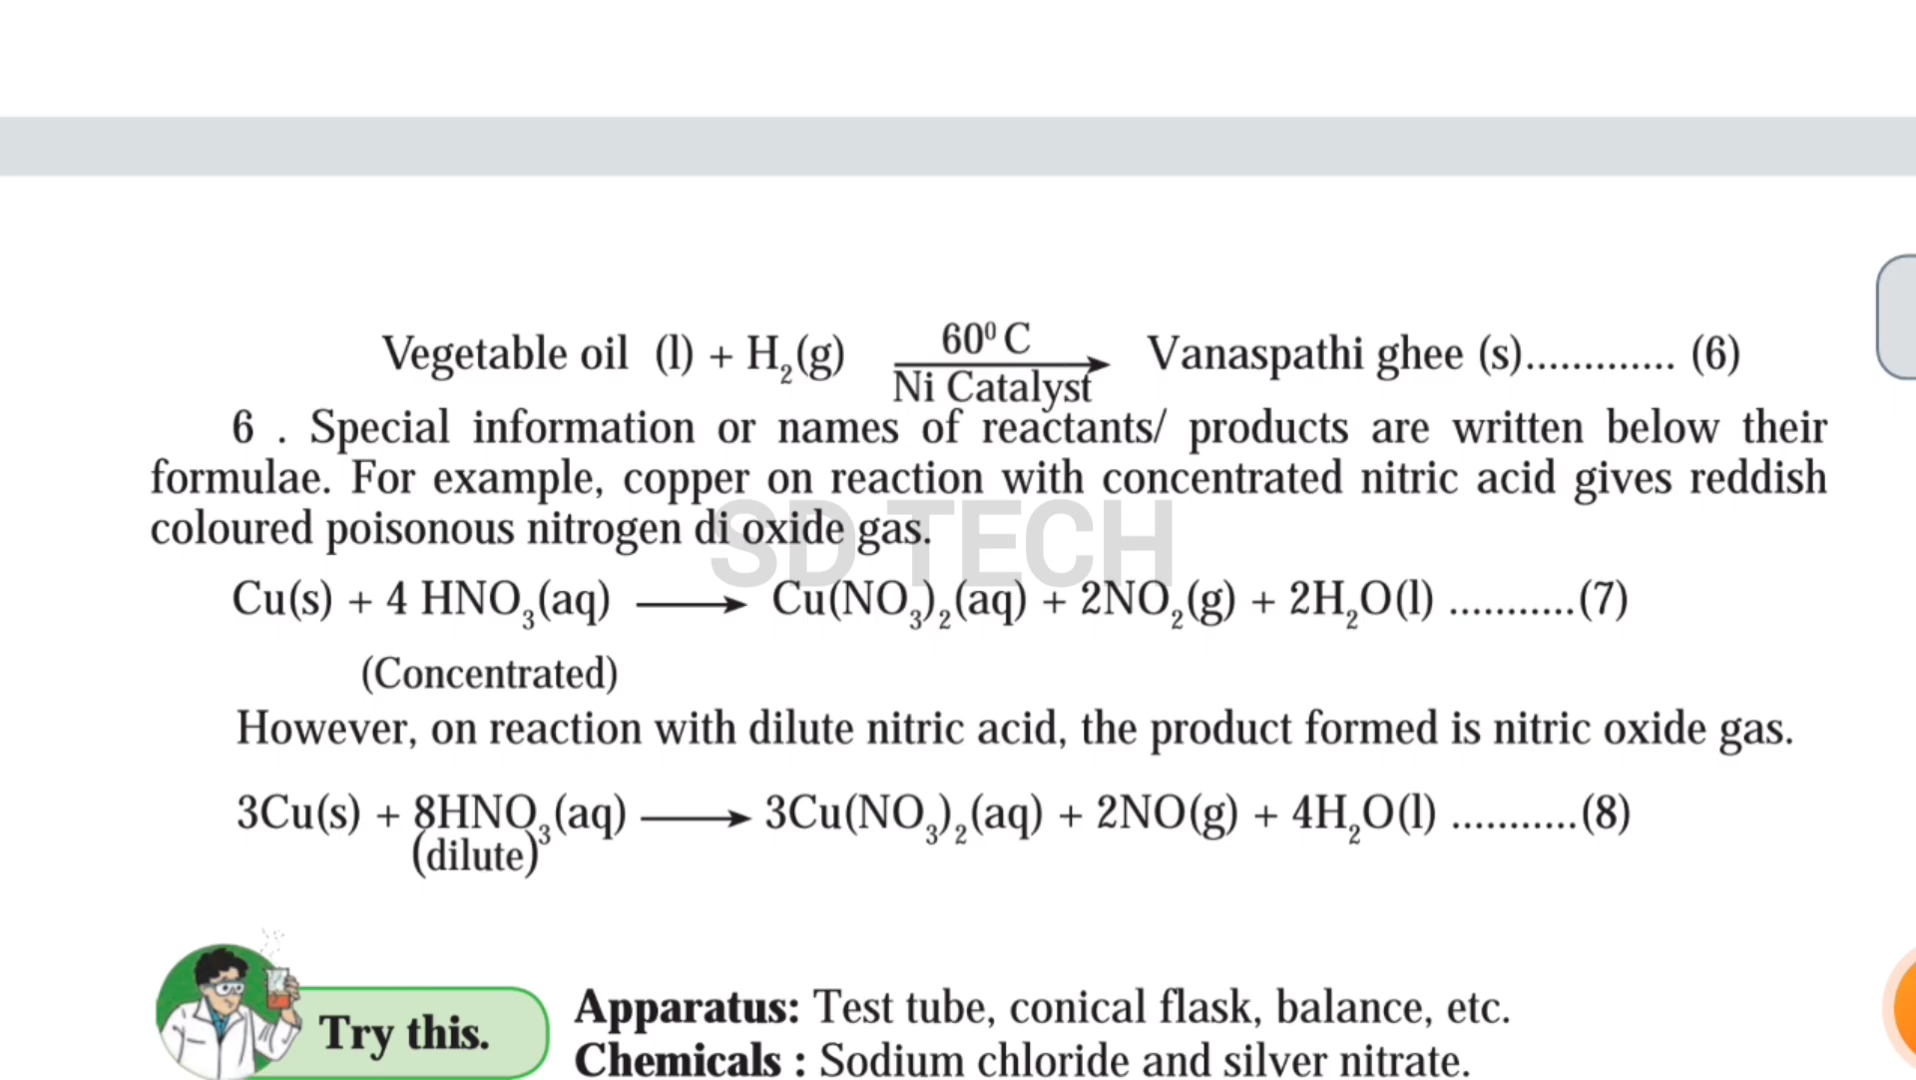 Vegetable oil (l) + H₂(g) 60⁰ C Ni Catalyst Vanaspathi ghee (s)............. (6)
6 . Special information or names of reactants/ products are written below their
formulae. For example, copper on reaction with concentrated nitric acid gives reddish
coloured poisonous nitrogen di oxide gas.
SD TECH
Cu(s) + 4 HNO₃(aq) ⟶ Cu(NO₃)₂(aq) + 2NO₂(g) + 2H₂O(l) ...........(7)
(Concentrated)
However, on reaction with dilute nitric acid, the product formed is nitric oxide gas.
3Cu(s) + 8HNO₃(aq) ⟶ 3Cu(NO₃)₂(aq) + 2NO(g) + 4H₂O(l) ...........(8)
(dilute)
Try this.
Apparatus: Test tube, conical flask, balance, etc.
Chemicals : Sodium chloride and silver nitrate.